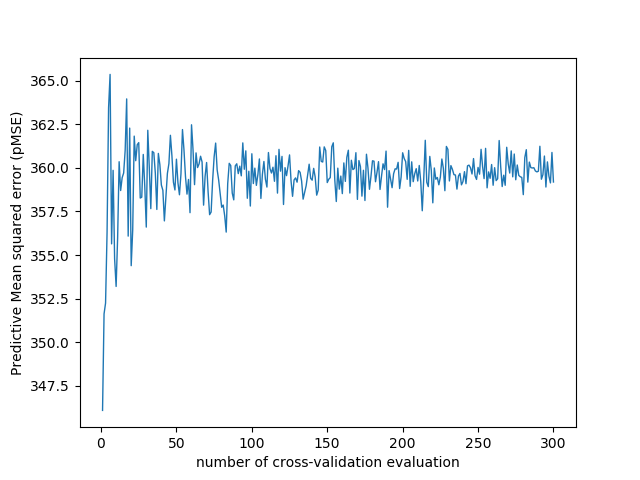 365.0
362.5
360.0
357.5
355.0
352.5
350.0
347.5
Predictive Mean squared error (pMSE)
0 50 100 150 200 250 300
number of cross-validation evaluation